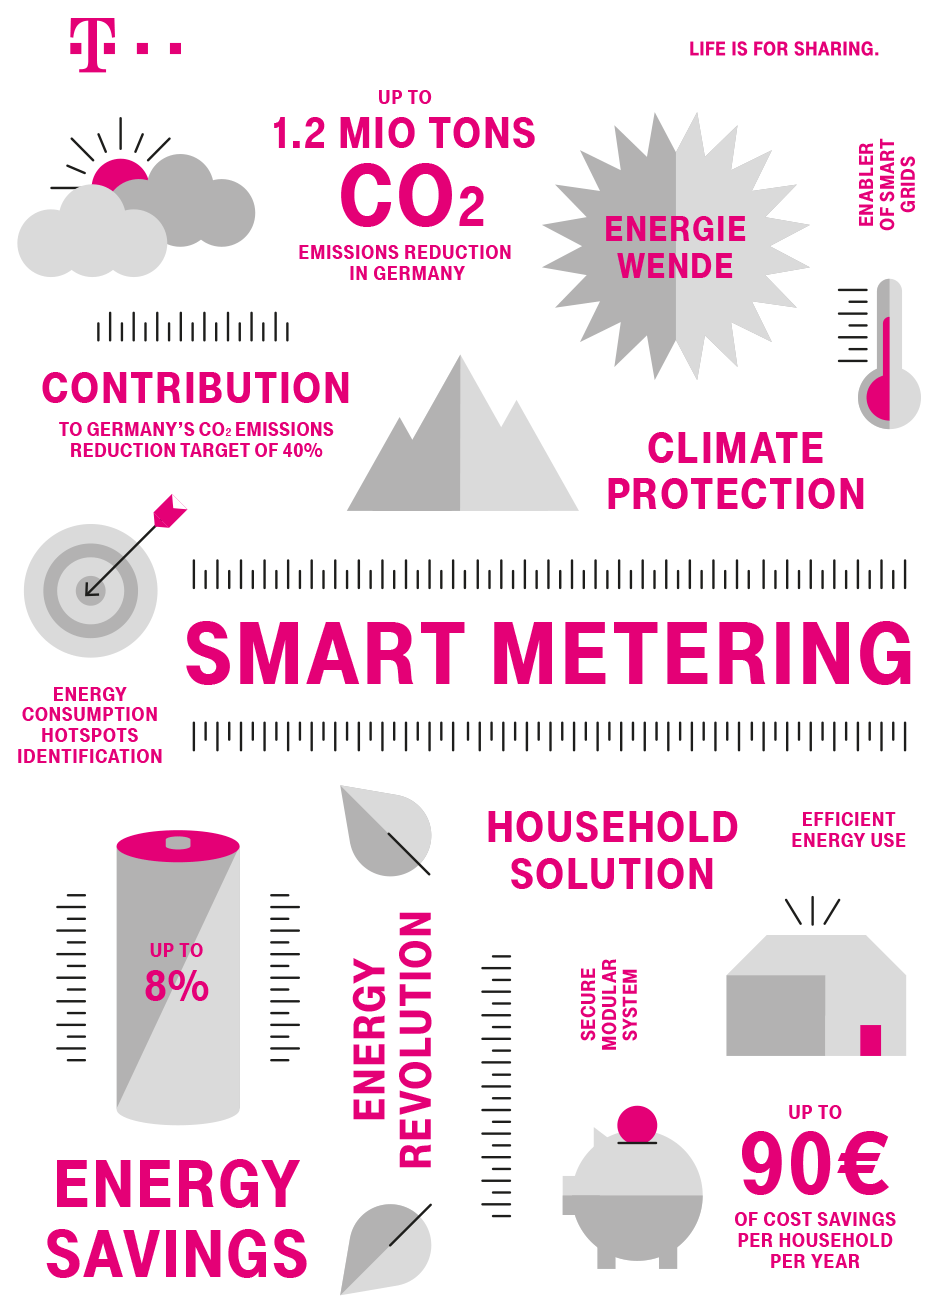 T
LIFE IS FOR SHARING.
UP TO
1.2 MIO TONS
CO₂
EMISSIONS REDUCTION
IN GERMANY
ENERGIE
WENDE
ENABLER
OF SMART
GRIDS
CONTRIBUTION
TO GERMANY'S CO₂ EMISSIONS
REDUCTION TARGET OF 40%
CLIMATE
PROTECTION
SMART METERING
ENERGY
CONSUMPTION
HOTSPOTS
IDENTIFICATION
HOUSEHOLD
SOLUTION
EFFICIENT
ENERGY USE
UP TO
8%
ENERGY
REVOLUTION
SECURE
MODULAR
SYSTEM
ENERGY
SAVINGS
UP TO
90€
OF COST SAVINGS
PER HOUSEHOLD
PER YEAR